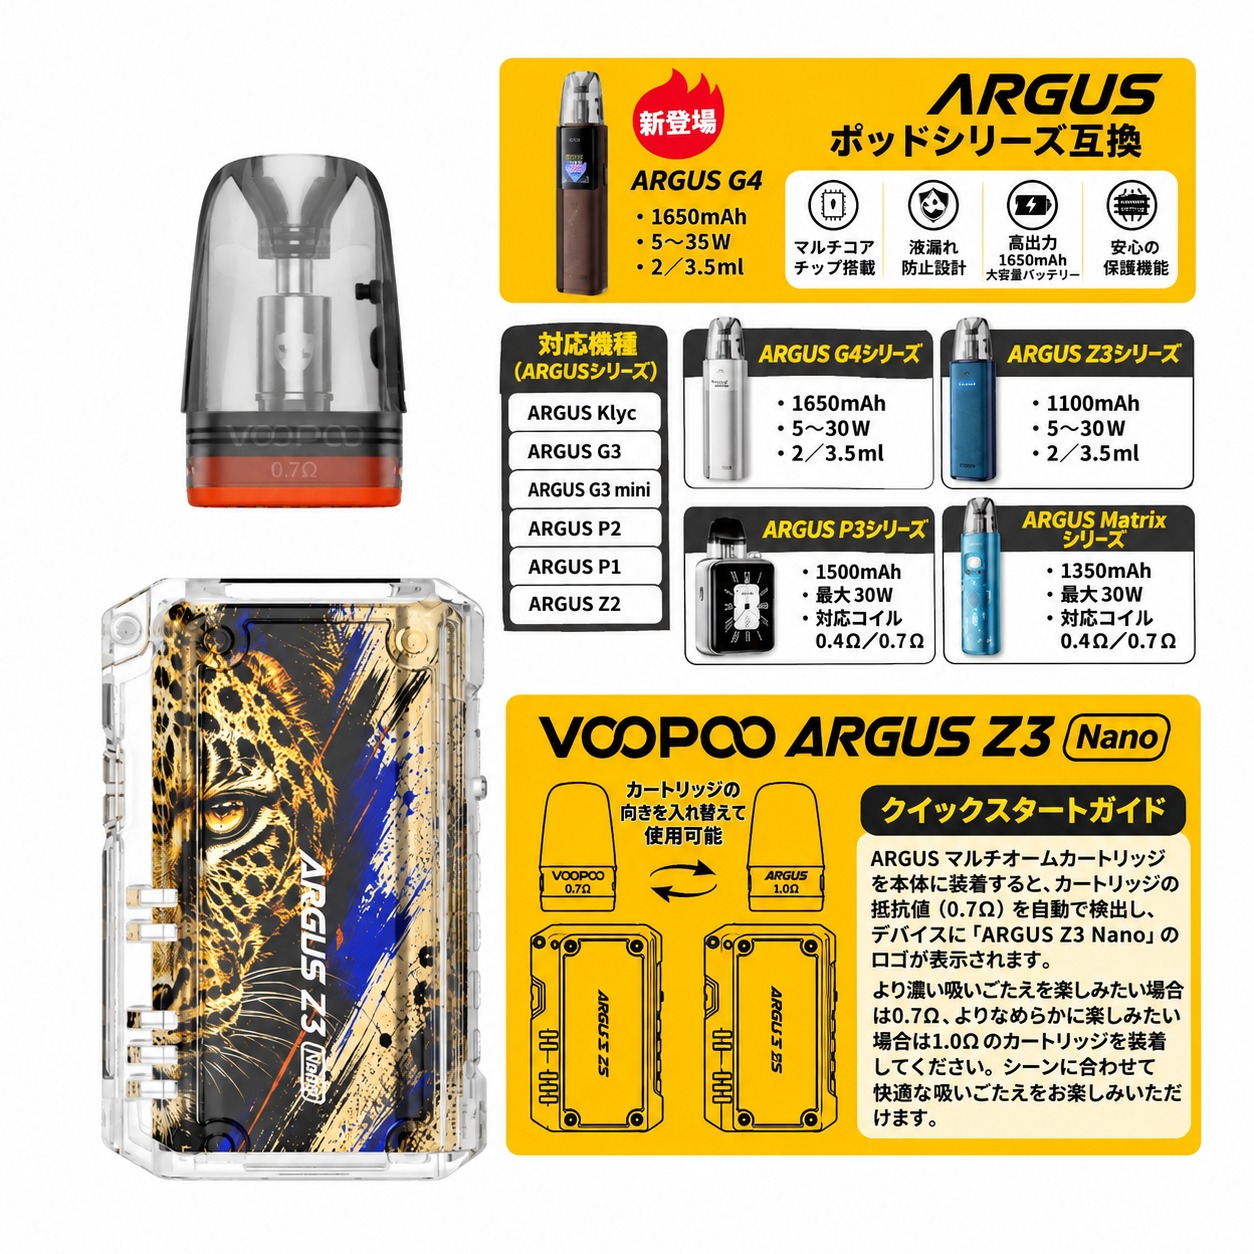 VOOPOO
0.7Ω
ARGUS Z3 Nano
新登場
ARGUS G4
・1650mAh
・5～35W
・2／3.5ml
ARGUS
ポッドシリーズ互換
マルチコア
チップ搭載
液漏れ
防止設計
高出力
1650mAh
大容量バッテリー
安心の
保護機能
対応機種
（ARGUSシリーズ）
ARGUS Klyc
ARGUS G3
ARGUS G3 mini
ARGUS P2
ARGUS P1
ARGUS Z2
ARGUS G4シリーズ
・1650mAh
・5～30W
・2／3.5ml
ARGUS Z3シリーズ
・1100mAh
・5～30W
・2／3.5ml
ARGUS P3シリーズ
・1500mAh
・最大30W
・対応コイル
0.4Ω／0.7Ω
ARGUS Matrix
シリーズ
・1350mAh
・最大30W
・対応コイル
0.4Ω／0.7Ω
VOOPOO ARGUS Z3 Nano
カートリッジの
向きを入れ替えて
使用可能
VOOPOO
0.7Ω
ARGUS
1.0Ω
クイックスタートガイド
ARGUS マルチオームカートリッジ
を本体に装着すると、カートリッジの
抵抗値（0.7Ω）を自動で検出し、
デバイスに「ARGUS Z3 Nano」の
ロゴが表示されます。
より濃い吸いごたえを楽しみたい場合
は0.7Ω、よりなめらかに楽しみたい
場合は1.0Ωのカートリッジを装着
してください。シーンに合わせて
快適な吸いごたえをお楽しみいただ
けます。